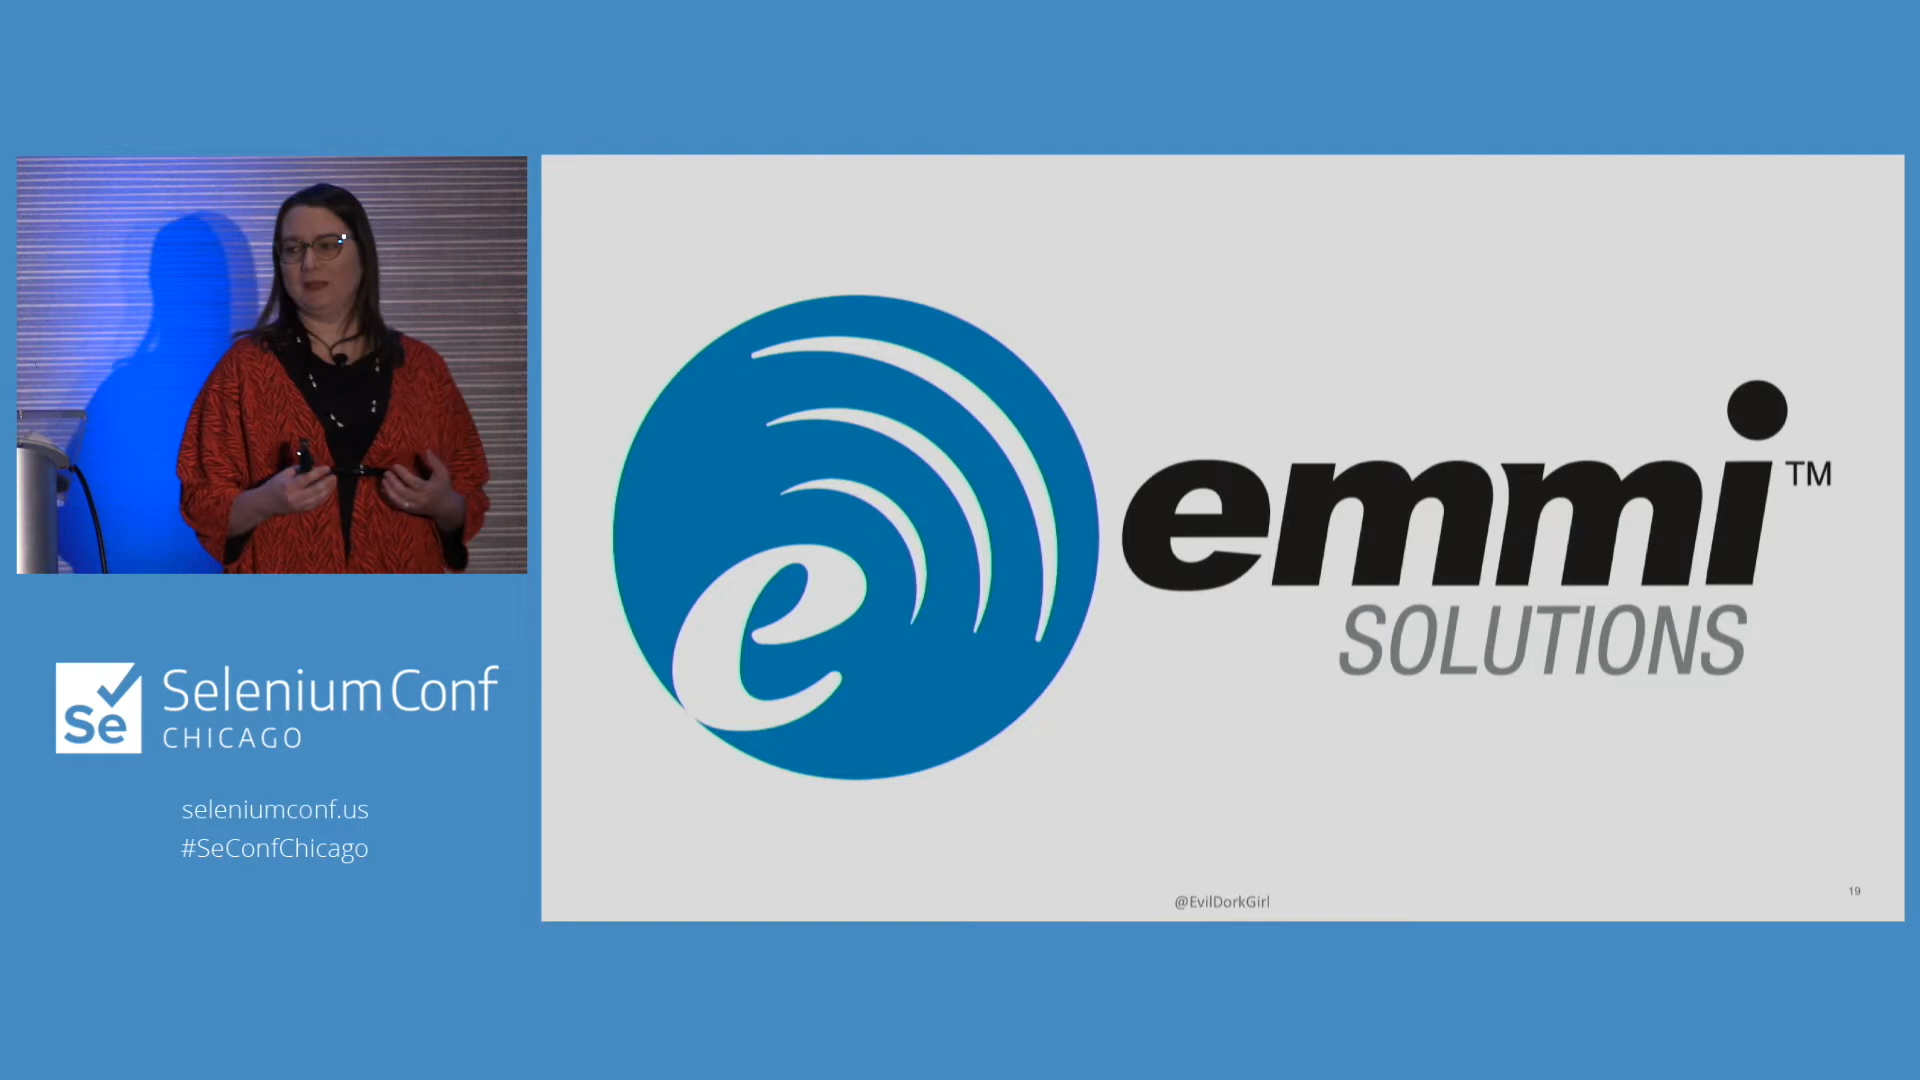 Se
Selenium Conf
CHICAGO
seleniumconf.us
#SeConfChicago
e
emmi™
SOLUTIONS
@EvilDorkGirl
19